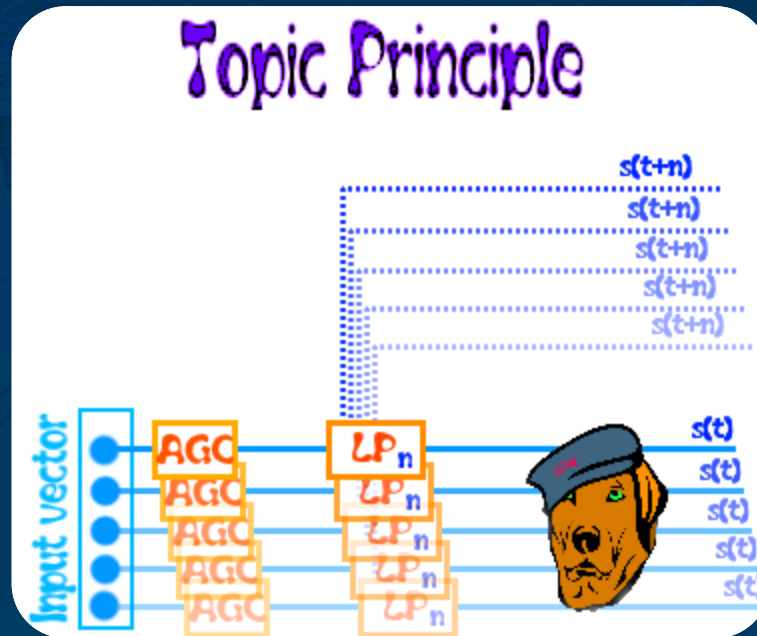 Topic Principle
s(t+n)
s(t+n)
s(t+n)
s(t+n)
s(t+n)
Input vector
AGC
LPn
s(t)
AGC
LPn
s(t)
AGC
LPn
s(t)
AGC
LPn
s(t)
AGC
LPn
s(t)